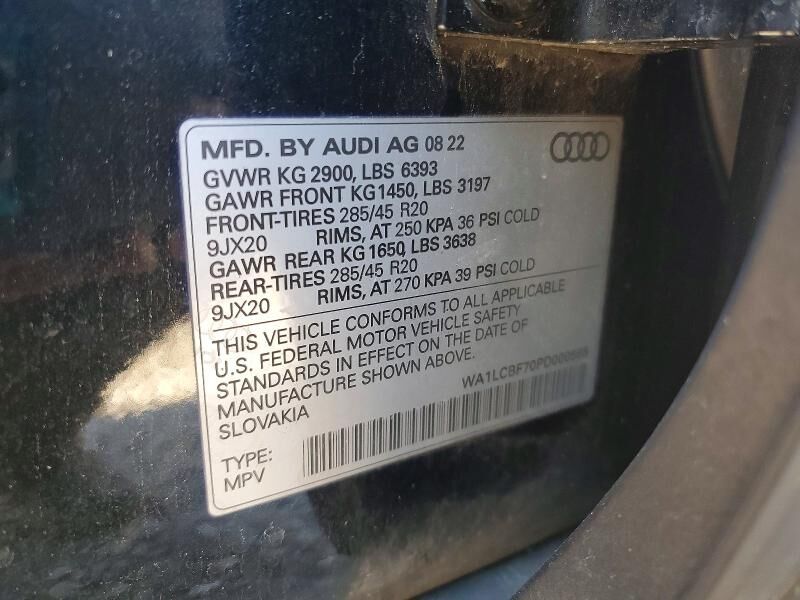 MFD. BY AUDI AG 08 22
GVWR KG 2900, LBS 6393
GAWR FRONT KG1450, LBS 3197
FRONT-TIRES 285/45 R20
9JX20 RIMS, AT 250 KPA 36 PSI COLD
GAWR REAR KG 1650, LBS 3638
REAR-TIRES 285/45 R20
9JX20 RIMS, AT 270 KPA 39 PSI COLD
THIS VEHICLE CONFORMS TO ALL APPLICABLE
U.S. FEDERAL MOTOR VEHICLE SAFETY
STANDARDS IN EFFECT ON THE DATE OF
MANUFACTURE SHOWN ABOVE.
WA1LCBF70PD000565
SLOVAKIA
TYPE:
MPV